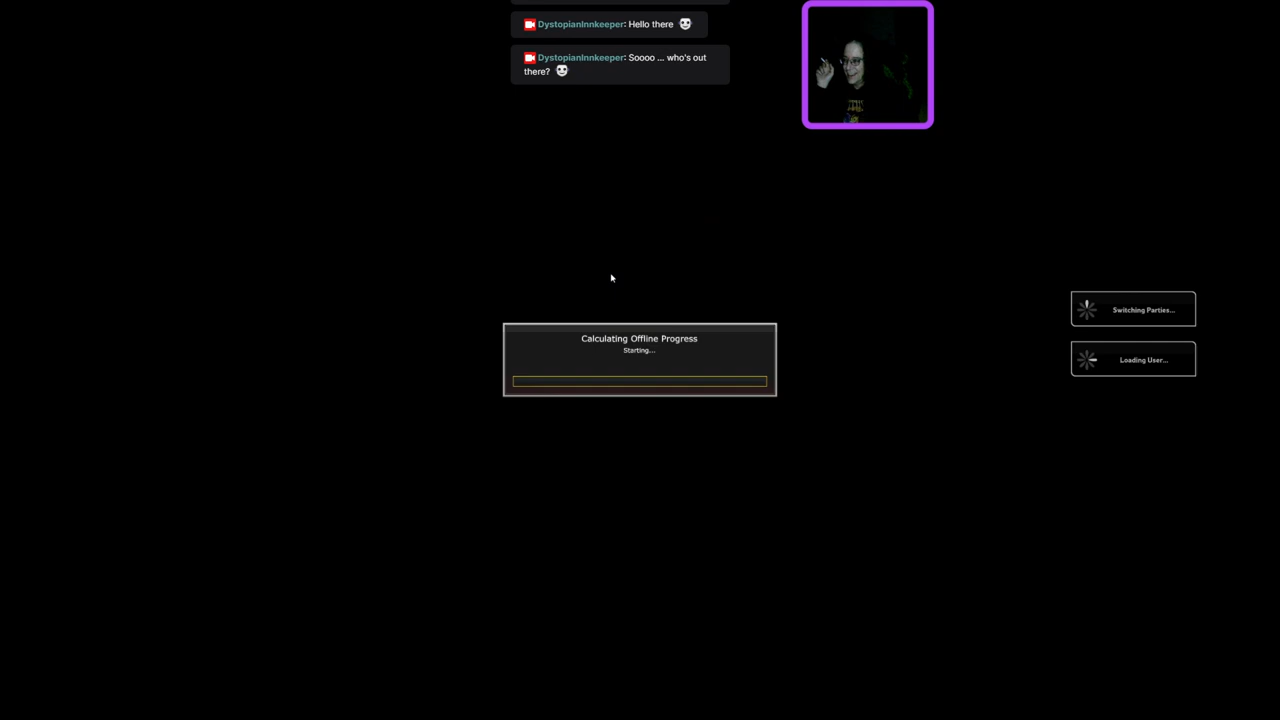 DystopianInnkeeper: Hello there
DystopianInnkeeper: Soooo ... who's out
there?
Switching Parties...
Calculating Offline Progress
Starting...
Loading User...